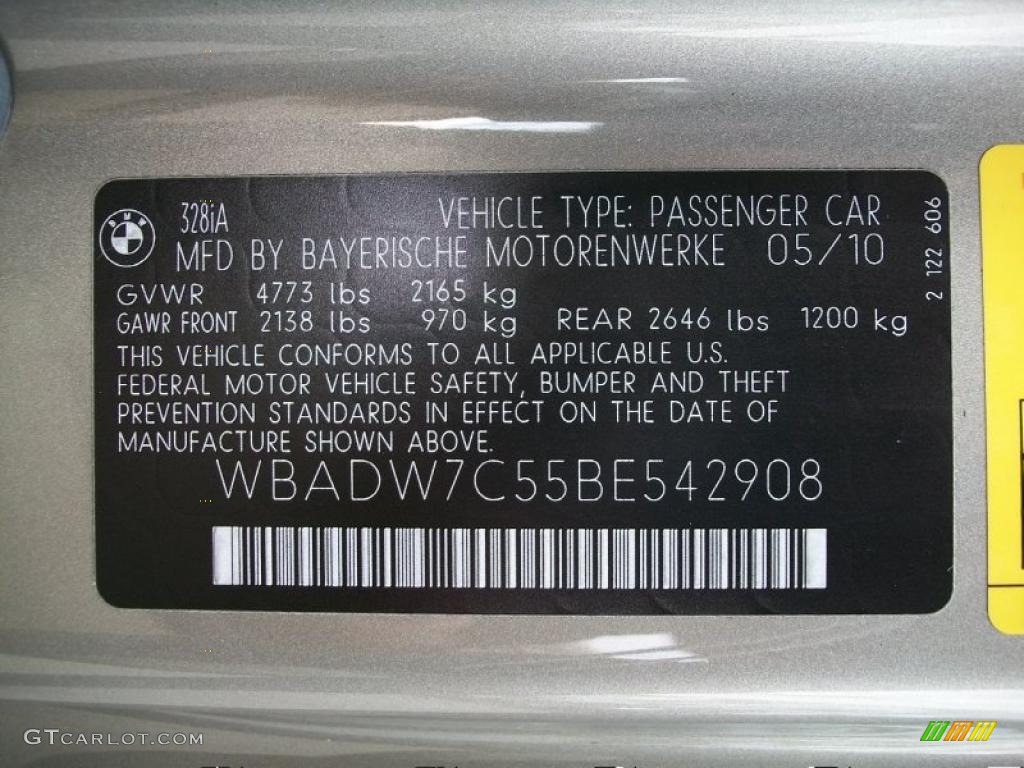 BMW
328iA VEHICLE TYPE: PASSENGER CAR
MFD BY BAYERISCHE MOTORENWERKE 05/10
GVWR 4773 lbs 2165 kg
GAWR FRONT 2138 lbs 970 kg REAR 2646 lbs 1200 kg
THIS VEHICLE CONFORMS TO ALL APPLICABLE U.S.
FEDERAL MOTOR VEHICLE SAFETY, BUMPER AND THEFT
PREVENTION STANDARDS IN EFFECT ON THE DATE OF
MANUFACTURE SHOWN ABOVE.
WBADW7C55BE542908
2 122 606
GTCARLOT.COM